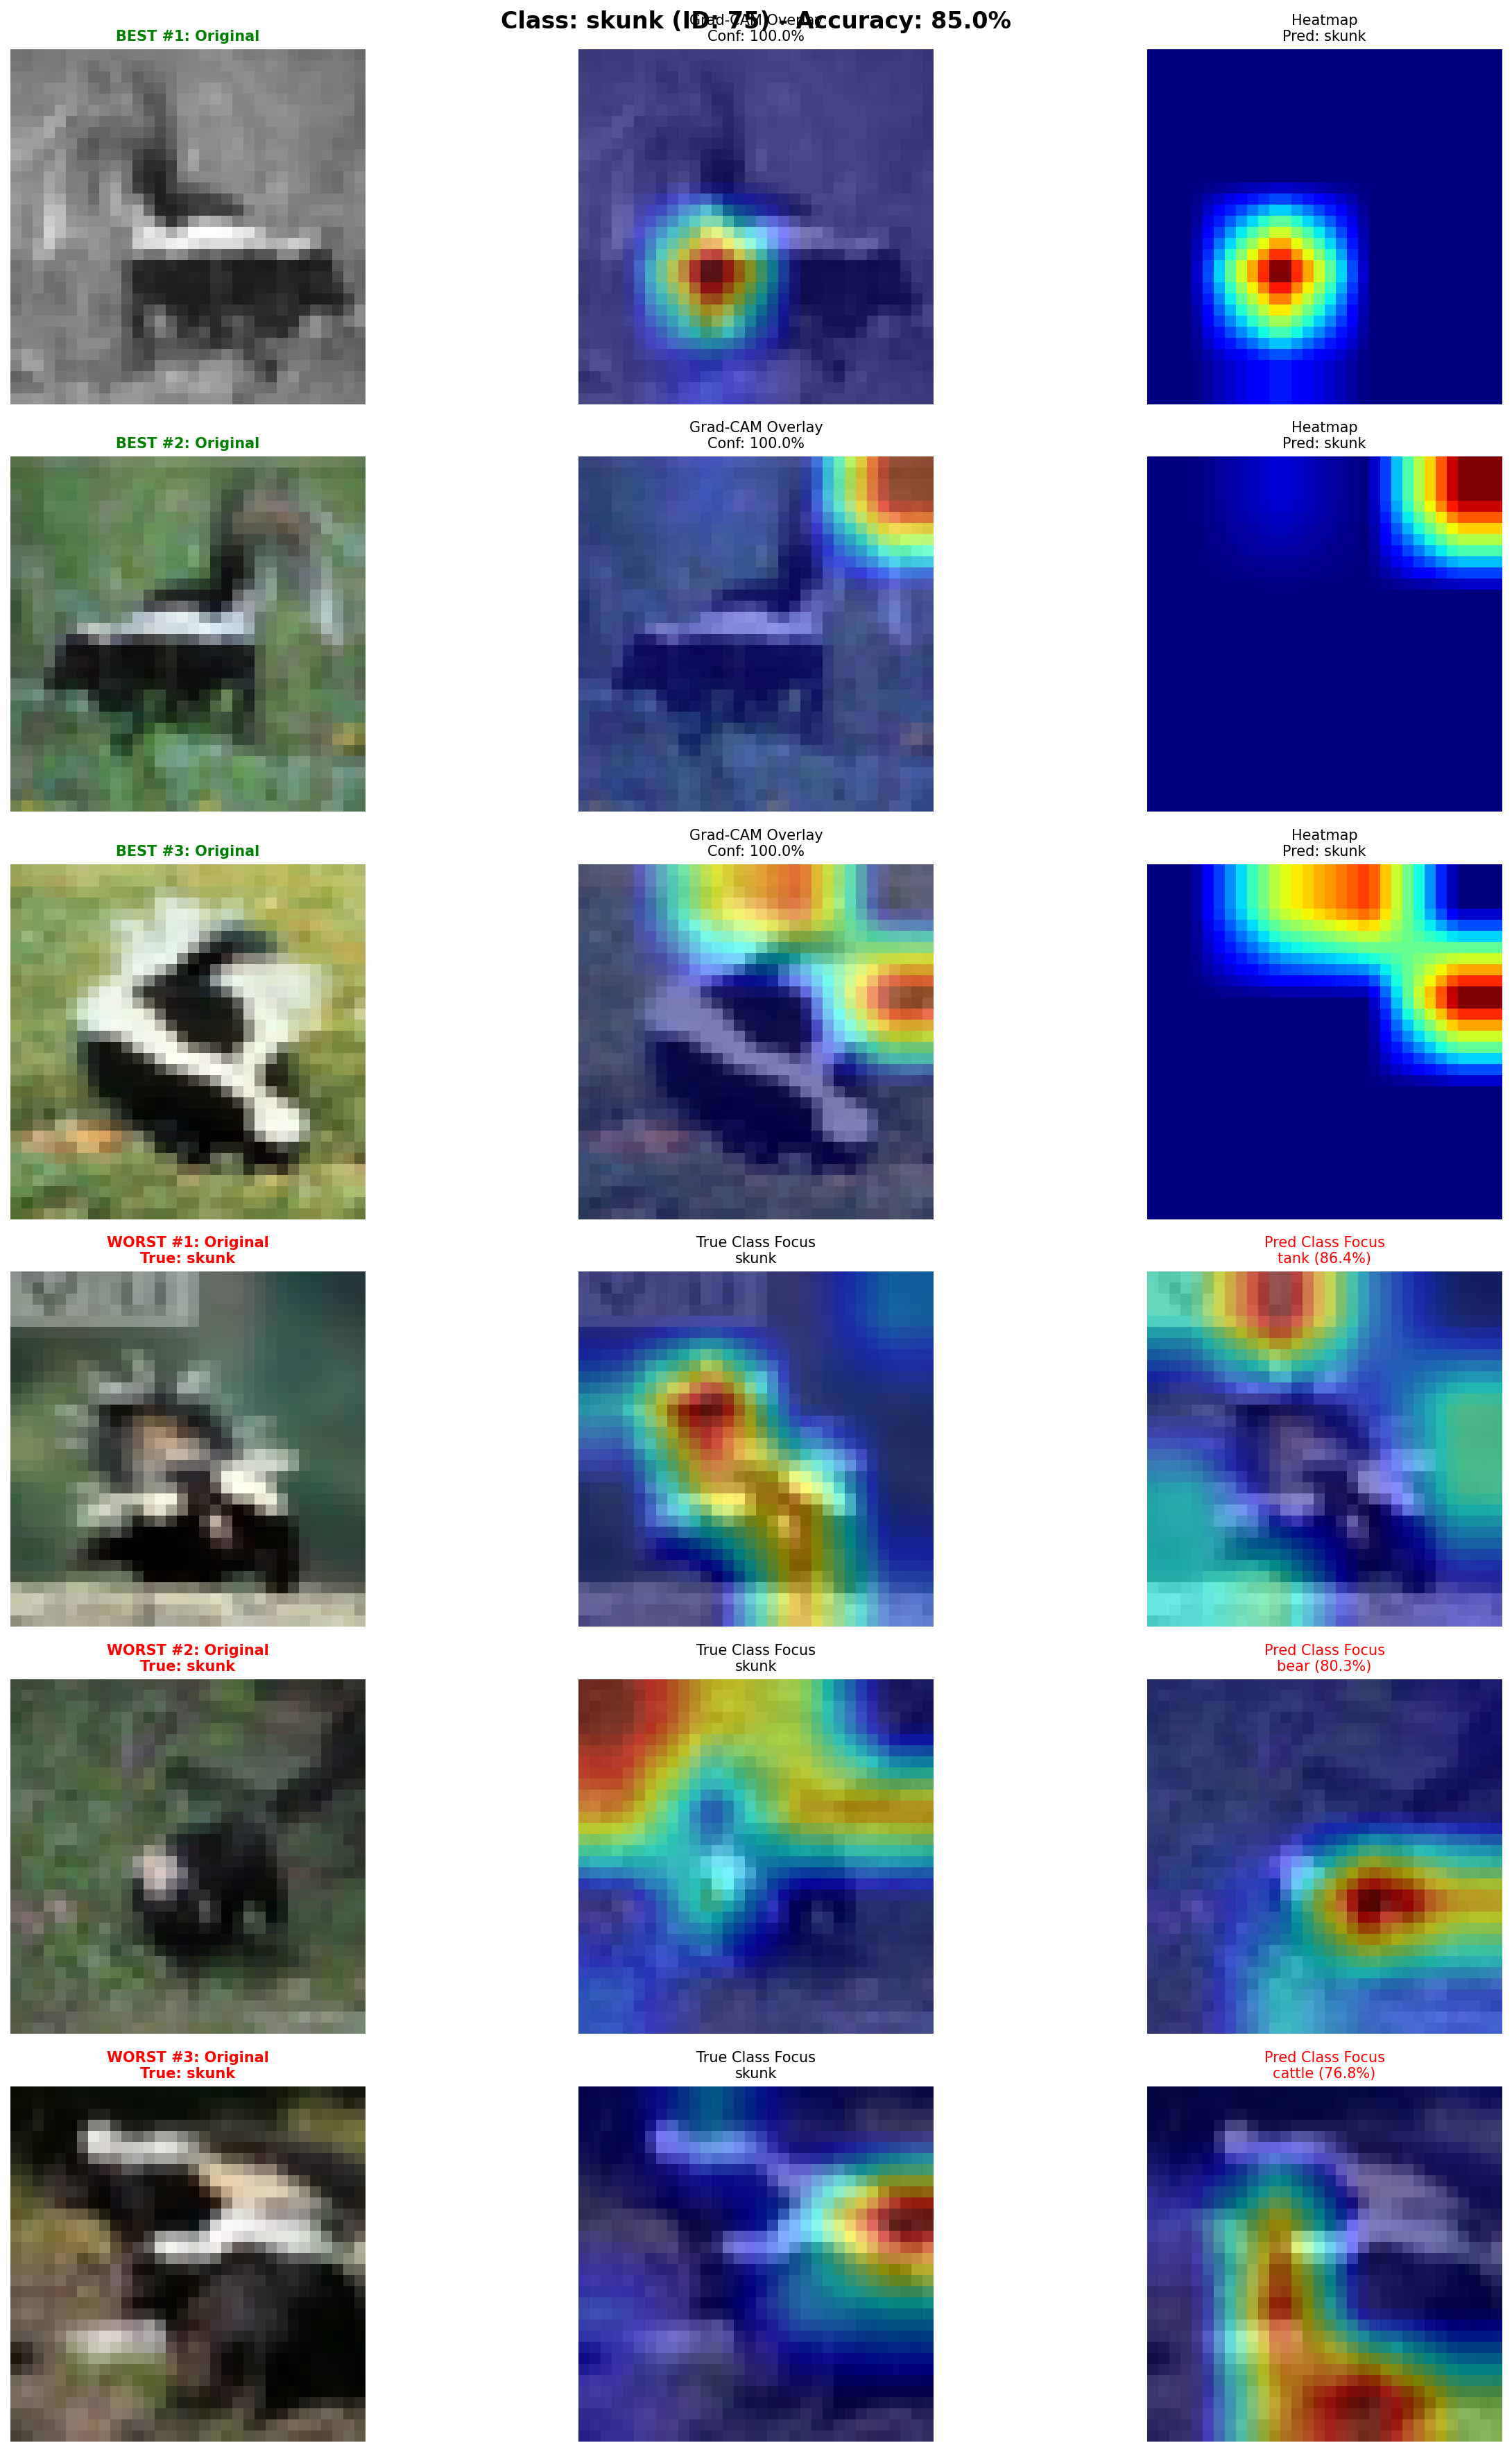 Class: skunk (ID: 75) - Accuracy: 85.0%
BEST #1: Original
Grad-CAM Overlay
Conf: 100.0%
Heatmap
Pred: skunk
BEST #2: Original
Grad-CAM Overlay
Conf: 100.0%
Heatmap
Pred: skunk
BEST #3: Original
Grad-CAM Overlay
Conf: 100.0%
Heatmap
Pred: skunk
WORST #1: Original
True: skunk
True Class Focus
skunk
Pred Class Focus
tank (86.4%)
WORST #2: Original
True: skunk
True Class Focus
skunk
Pred Class Focus
bear (80.3%)
WORST #3: Original
True: skunk
True Class Focus
skunk
Pred Class Focus
cattle (76.8%)